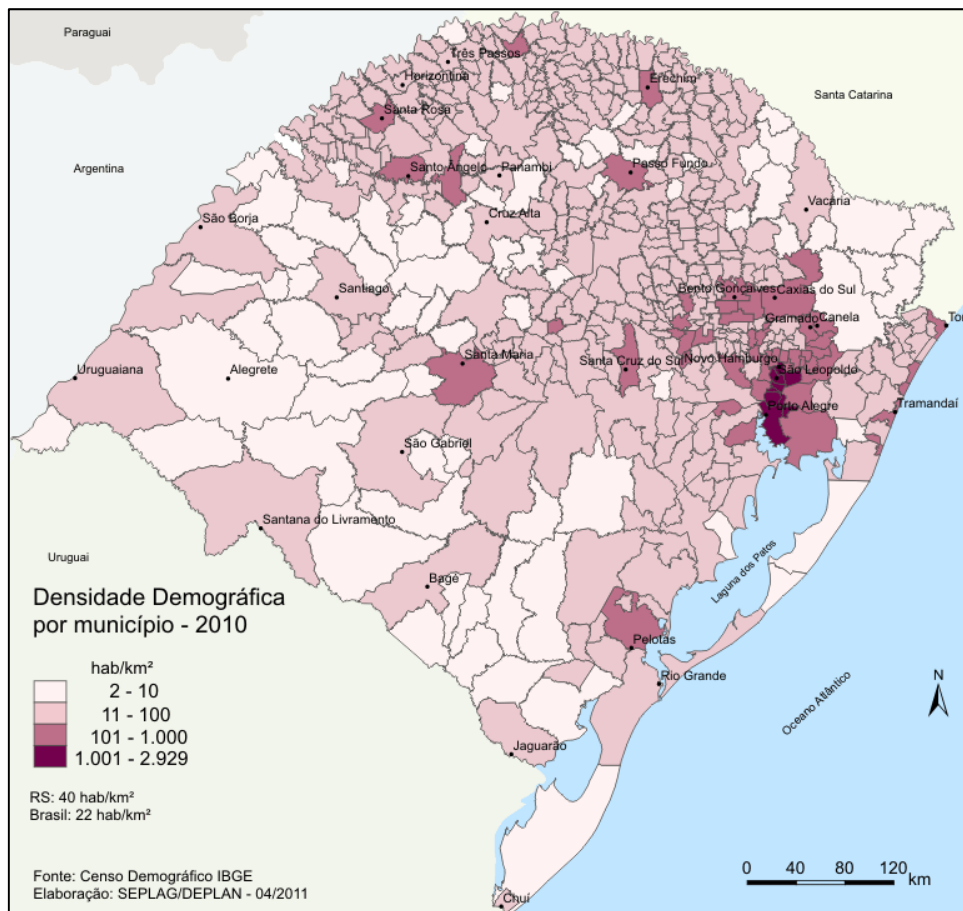 Paraguai
Três Passos
Horizontina
Erechim
Santa Catarina
Santa Rosa
Argentina
Santo Ângelo
Panambi
Passo Fundo
Vacaria
São Borja
Cruz Alta
Santiago
Bento Gonçalves
Caxias do Sul
Gramado
Canela
Tor
Santa Maria
Santa Cruz do Sul
Novo Hamburgo
São Leopoldo
Uruguaiana
Alegrete
Porto Alegre
Tramandaí
São Gabriel
Santana do Livramento
Uruguai
Laguna dos Patos
Bagé
Densidade Demográfica
por município - 2010
Pelotas
hab/km²
Rio Grande
2 - 10
11 - 100
101 - 1.000
1.001 - 2.929
Oceano Atlântico
N
Jaguarão
RS: 40 hab/km²
Brasil: 22 hab/km²
Fonte: Censo Demográfico IBGE
Elaboração: SEPLAG/DEPLAN - 04/2011
Chuí
0 40 80 120
km